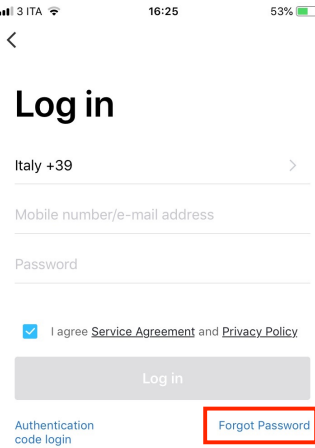 3 ITA 16:25 53%
Log in
Italy +39
Mobile number/e-mail address
Password
I agree Service Agreement and Privacy Policy
Log in
Authentication
code login
Forgot Password